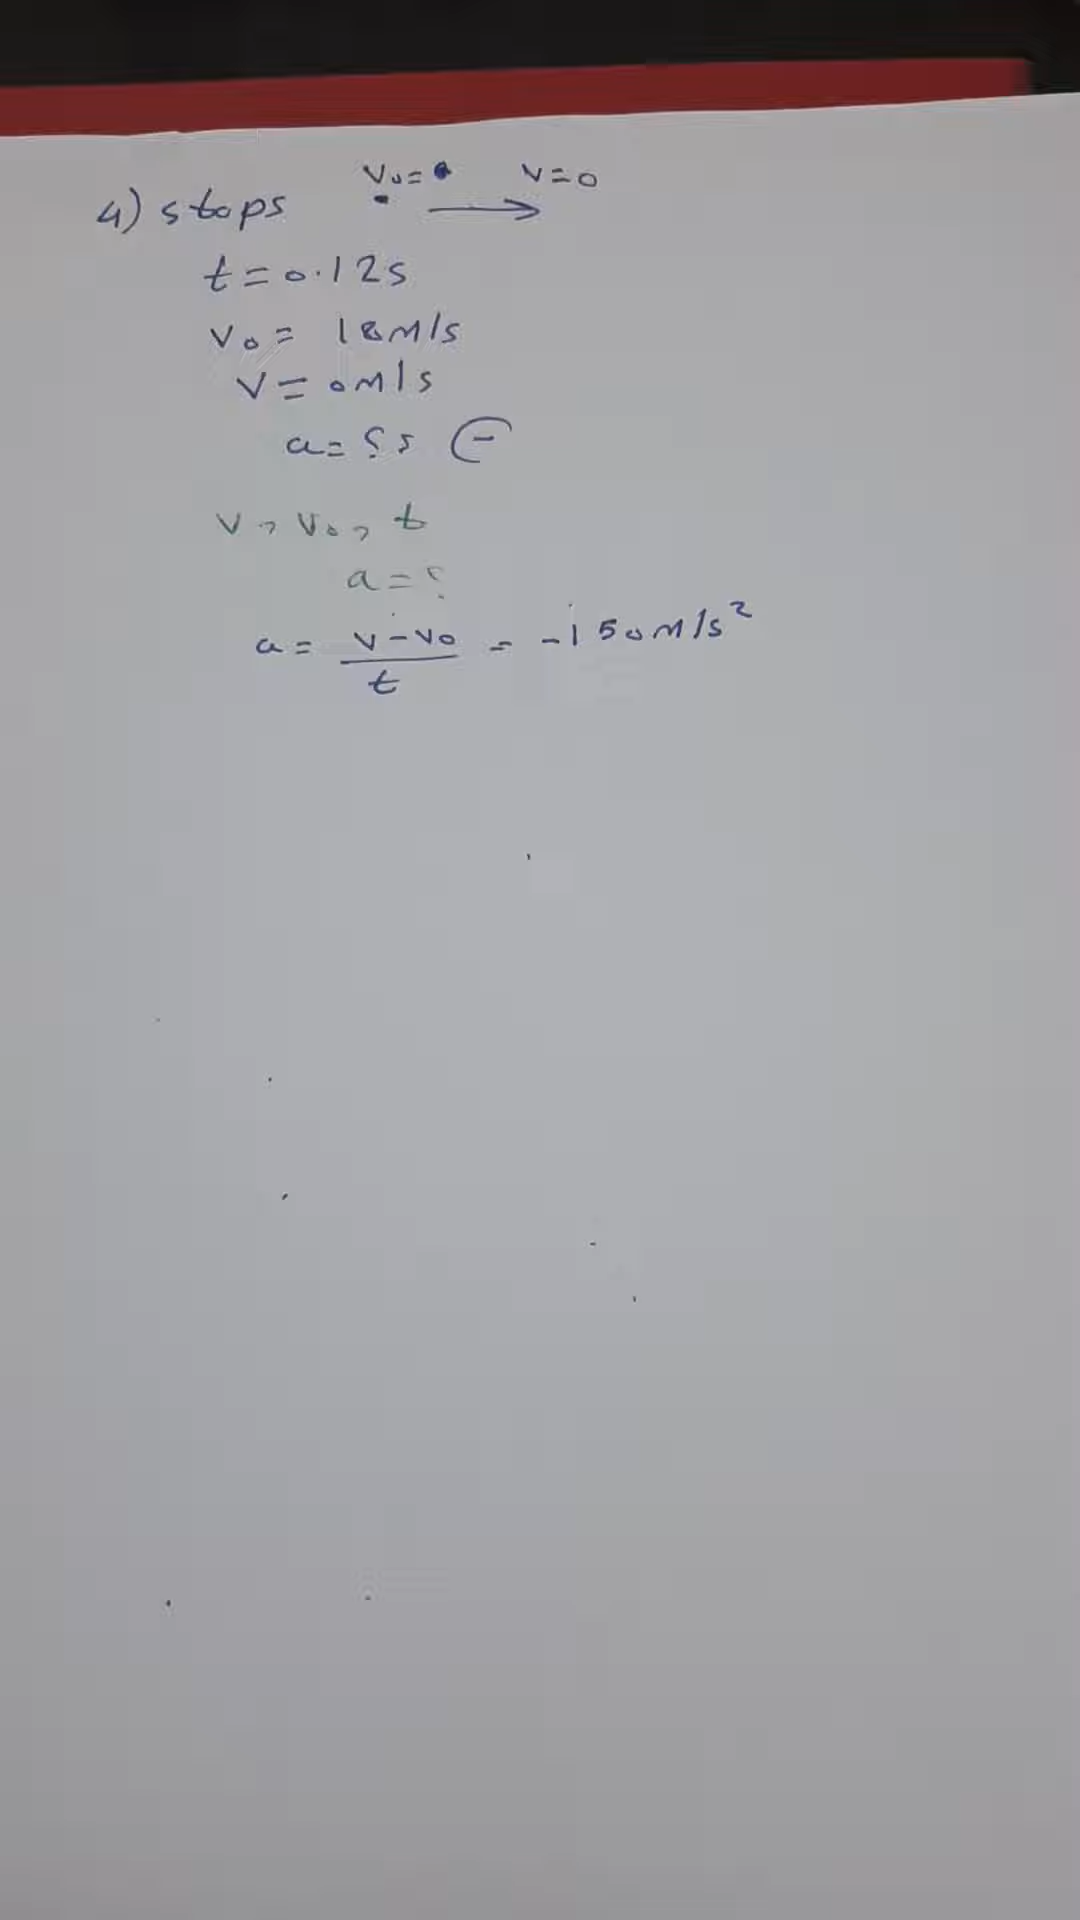 v₀= v=0
4) stops
t=0.12s
v₀= 18m/s
v=0m/s
a=?? (-)
v, v₀, t
a=?
a= v-v₀/t = -150m/s²